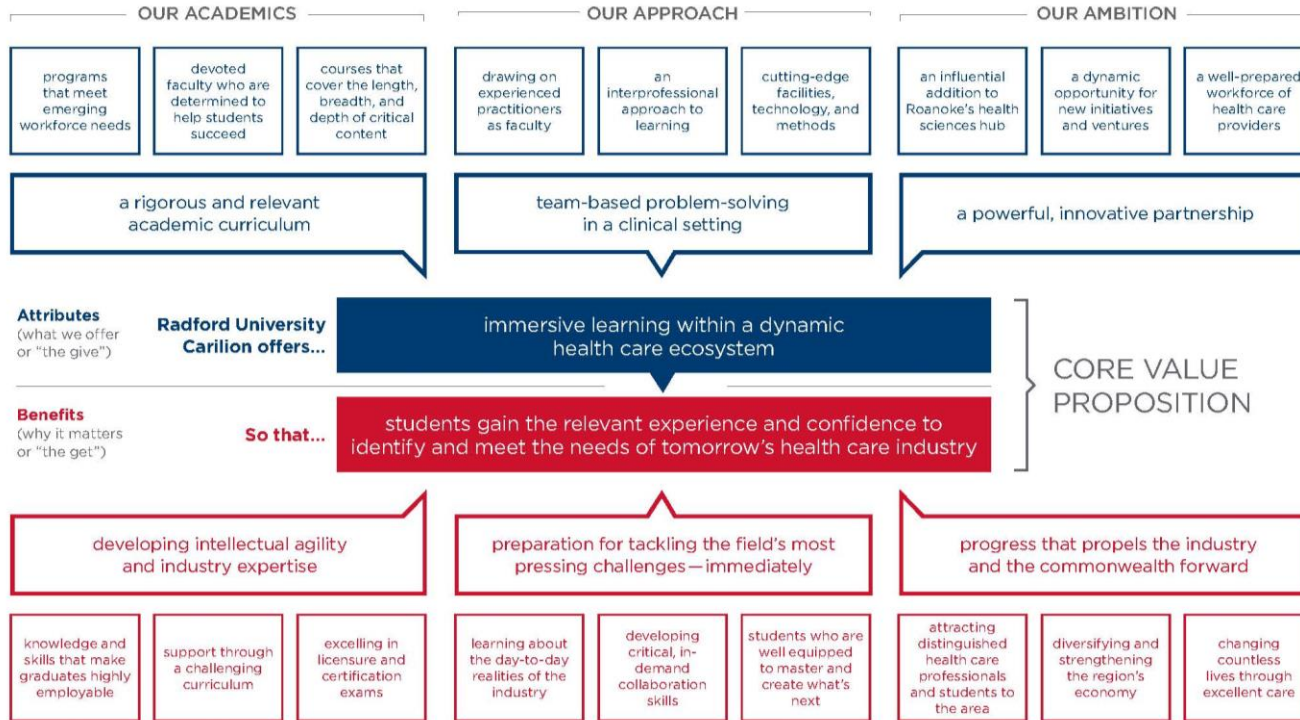 OUR ACADEMICS
OUR APPROACH
OUR AMBITION
programs
that meet
emerging
workforce needs
devoted
faculty who are
determined to
help students
succeed
courses that
cover the length,
breadth, and
depth of critical
content
drawing on
experienced
practitioners
as faculty
an
interprofessional
approach to
learning
cutting-edge
facilities,
technology, and
methods
an influential
addition to
Roanoke's health
sciences hub
a dynamic
opportunity for
new initiatives
and ventures
a well-prepared
workforce of
health care
providers
a rigorous and relevant
academic curriculum
team-based problem-solving
in a clinical setting
a powerful, innovative partnership
Attributes
(what we offer
or "the give")
Radford University
Carilion offers...
immersive learning within a dynamic
health care ecosystem
CORE VALUE
PROPOSITION
Benefits
(why it matters
or "the get")
So that...
students gain the relevant experience and confidence to
identify and meet the needs of tomorrow's health care industry
developing intellectual agility
and industry expertise
preparation for tackling the field's most
pressing challenges—immediately
progress that propels the industry
and the commonwealth forward
knowledge and
skills that make
graduates highly
employable
support through
a challenging
curriculum
excelling in
licensure and
certification
exams
learning about
the day-to-day
realities of the
industry
developing
critical, in-
demand
collaboration
skills
students who are
well equipped
to master and
create what's
next
attracting
distinguished
health care
professionals
and students to
the area
diversifying and
strengthening
the region's
economy
changing
countless
lives through
excellent care